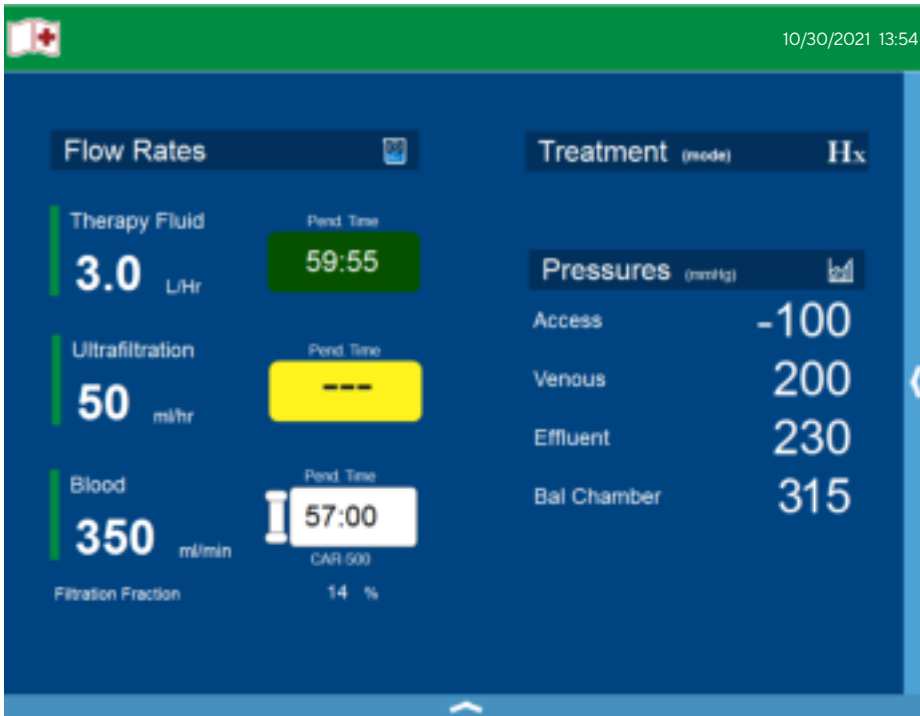 10/30/2021 13:54
Flow Rates
Therapy Fluid
Pend. Time
3.0 L/Hr
59:55
Ultrafiltration
Pend. Time
50 ml/hr
---
Blood
Pend. Time
350 ml/min
57:00
CAR-500
Filtration Fraction 14 %
Treatment (mode) Hx
Pressures (mmHg)
Access -100
Venous 200
Effluent 230
Bal Chamber 315